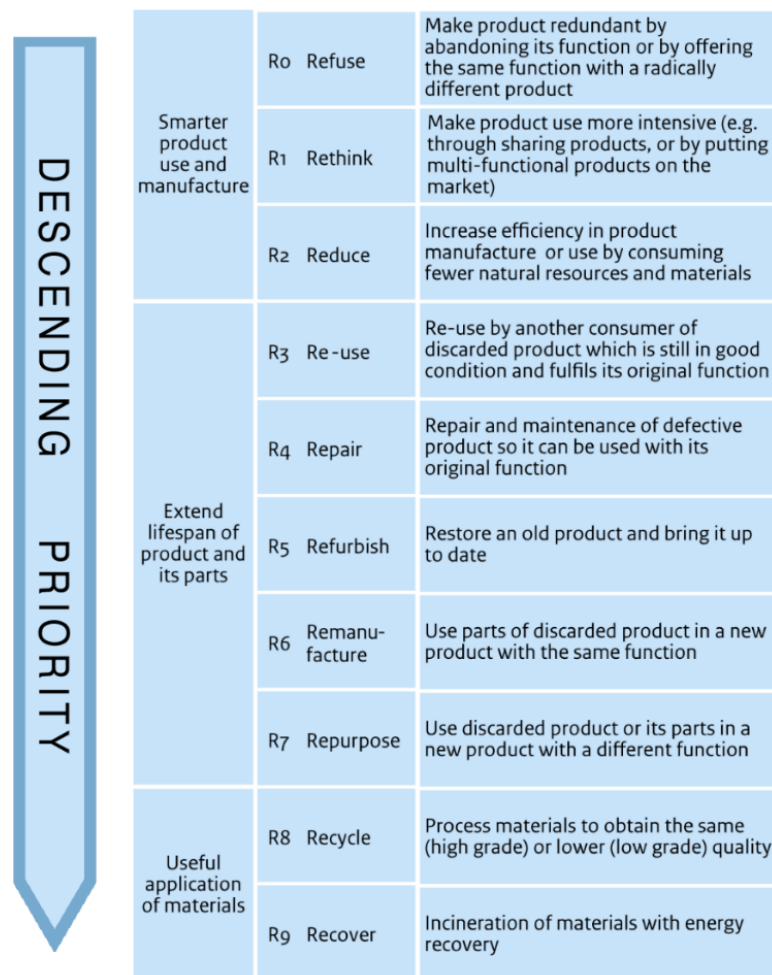 DESCENDING PRIORITY
Smarter
product
use and
manufacture
Ro Refuse
Make product redundant by
abandoning its function or by offering
the same function with a radically
different product
R1 Rethink
Make product use more intensive (e.g.
through sharing products, or by putting
multi-functional products on the
market)
R2 Reduce
Increase efficiency in product
manufacture or use by consuming
fewer natural resources and materials
Extend
lifespan of
product and
its parts
R3 Re-use
Re-use by another consumer of
discarded product which is still in good
condition and fulfils its original function
R4 Repair
Repair and maintenance of defective
product so it can be used with its
original function
R5 Refurbish
Restore an old product and bring it up
to date
R6 Remanu-
facture
Use parts of discarded product in a new
product with the same function
R7 Repurpose
Use discarded product or its parts in a
new product with a different function
Useful
application
of materials
R8 Recycle
Process materials to obtain the same
(high grade) or lower (low grade) quality
R9 Recover
Incineration of materials with energy
recovery